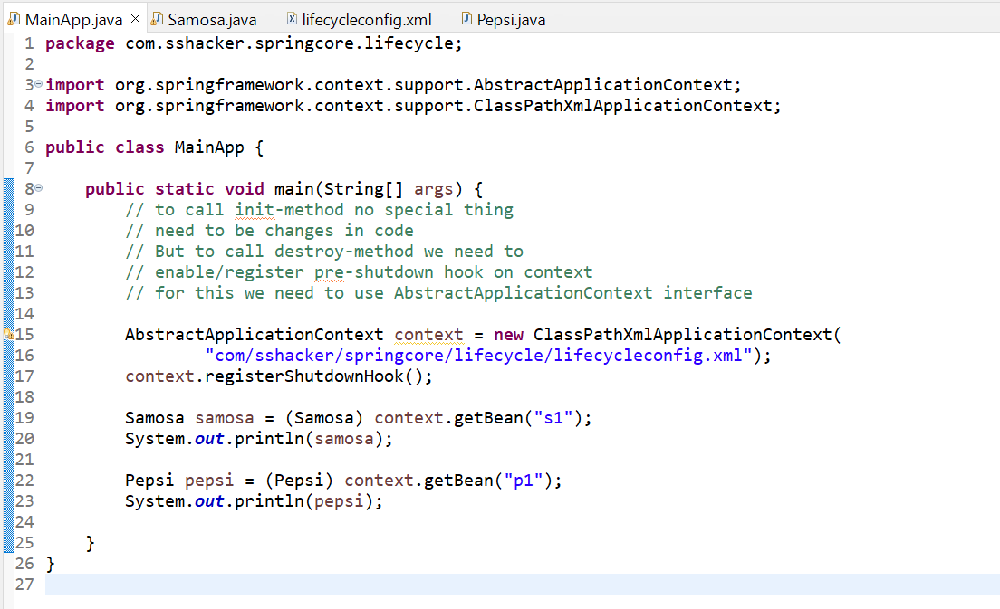 MainApp.java Samosa.java lifecycleconfig.xml Pepsi.java
1 package com.sshacker.springcore.lifecycle;
2
3 import org.springframework.context.support.AbstractApplicationContext;
4 import org.springframework.context.support.ClassPathXmlApplicationContext;
5
6 public class MainApp {
7
8     public static void main(String[] args) {
9         // to call init-method no special thing
10         // need to be changes in code
11         // But to call destroy-method we need to
12         // enable/register pre-shutdown hook on context
13         // for this we need to use AbstractApplicationContext interface
14
15         AbstractApplicationContext context = new ClassPathXmlApplicationContext(
16                 "com/sshacker/springcore/lifecycle/lifecycleconfig.xml");
17         context.registerShutdownHook();
18
19         Samosa samosa = (Samosa) context.getBean("s1");
20         System.out.println(samosa);
21
22         Pepsi pepsi = (Pepsi) context.getBean("p1");
23         System.out.println(pepsi);
24
25     }
26 }
27